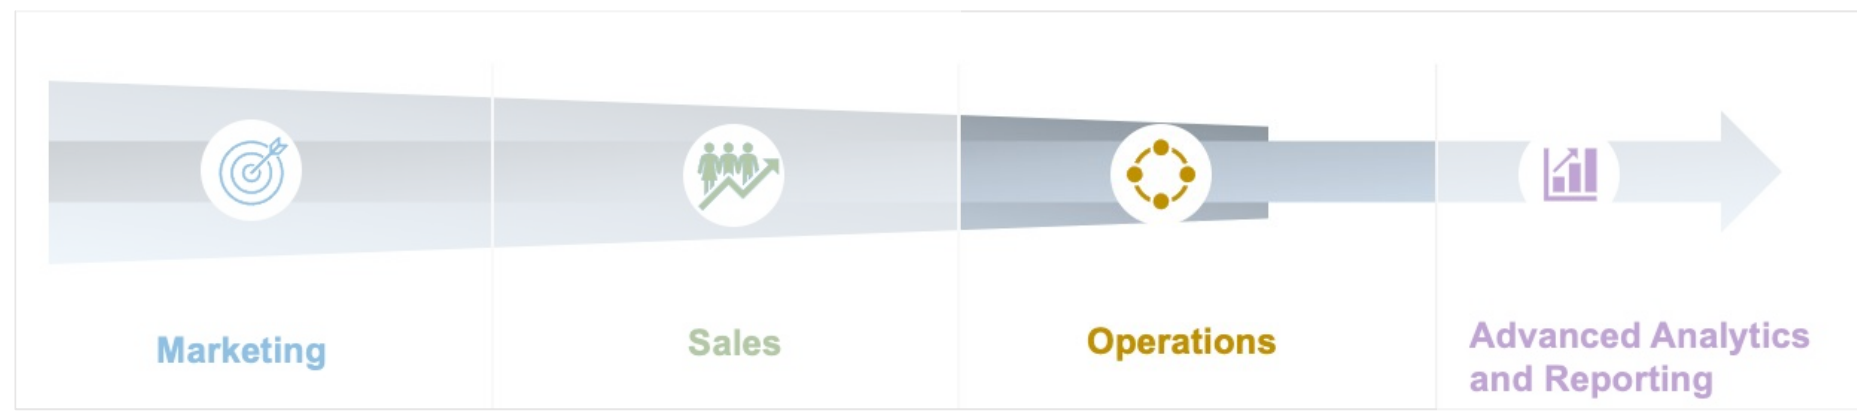 Marketing
Sales
Operations
Advanced Analytics
and Reporting